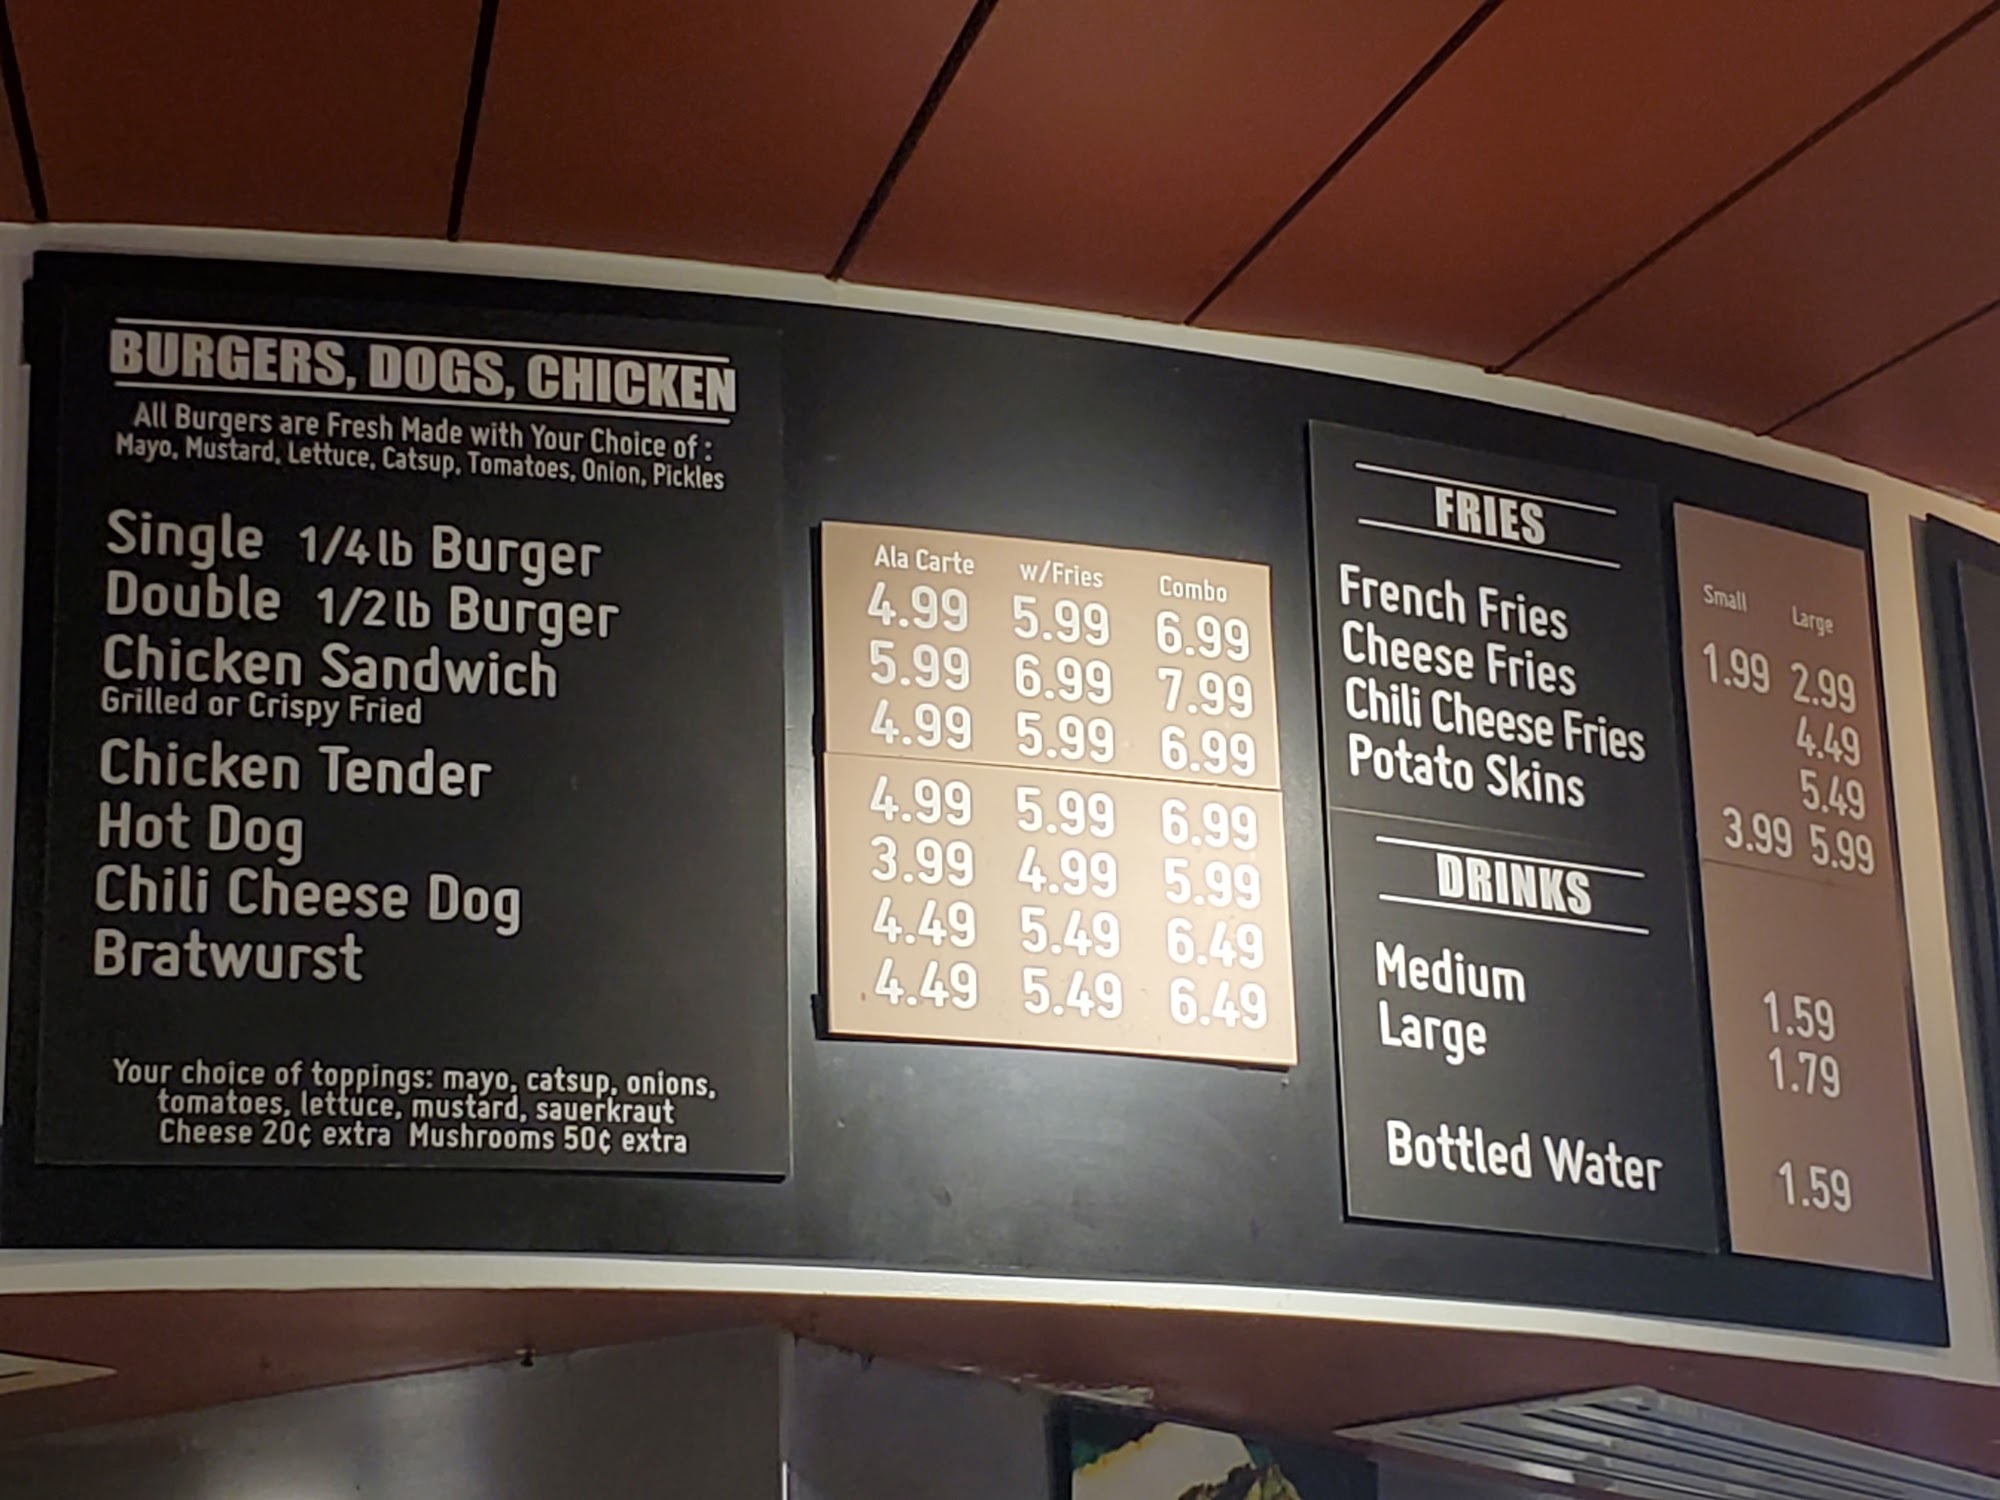 BURGERS, DOGS, CHICKEN
All Burgers are Fresh Made with Your Choice of :
Mayo, Mustard, Lettuce, Catsup, Tomatoes, Onion, Pickles
Ala Carte w/Fries Combo
Single 1/4 lb Burger 4.99 5.99 6.99
Double 1/2 lb Burger 5.99 6.99 7.99
Chicken Sandwich 4.99 5.99 6.99
Grilled or Crispy Fried
Chicken Tender 4.99 5.99 6.99
Hot Dog 3.99 4.99 5.99
Chili Cheese Dog 4.49 5.49 6.49
Bratwurst 4.49 5.49 6.49
Your choice of toppings: mayo, catsup, onions,
tomatoes, lettuce, mustard, sauerkraut
Cheese 20¢ extra Mushrooms 50¢ extra
FRIES
Small Large
French Fries 1.99 2.99
Cheese Fries 4.49
Chili Cheese Fries 5.49
Potato Skins 3.99 5.99
DRINKS
Medium 1.59
Large 1.79
Bottled Water 1.59